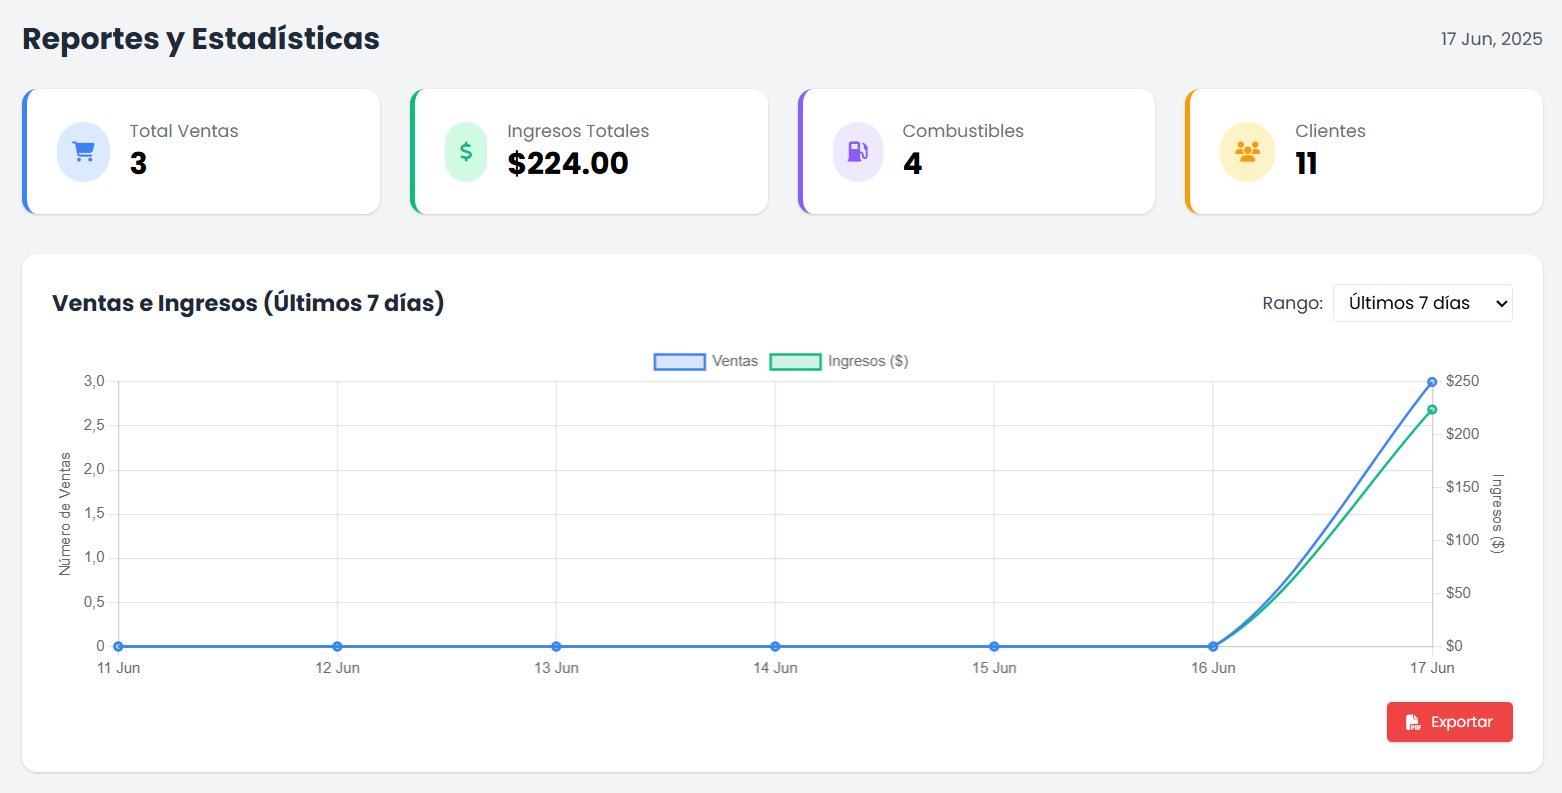 Reportes y Estadísticas
17 Jun, 2025
Total Ventas
3
$
Ingresos Totales
$224.00
Combustibles
4
Clientes
11
Ventas e Ingresos (Últimos 7 días)
Rango:
Últimos 7 días
Ventas
Ingresos ($)
Número de Ventas
3,0
2,5
2,0
1,5
1,0
0,5
0
$250
$200
$150
$100
$50
$0
Ingresos ($)
11 Jun
12 Jun
13 Jun
14 Jun
15 Jun
16 Jun
17 Jun
PDF
Exportar